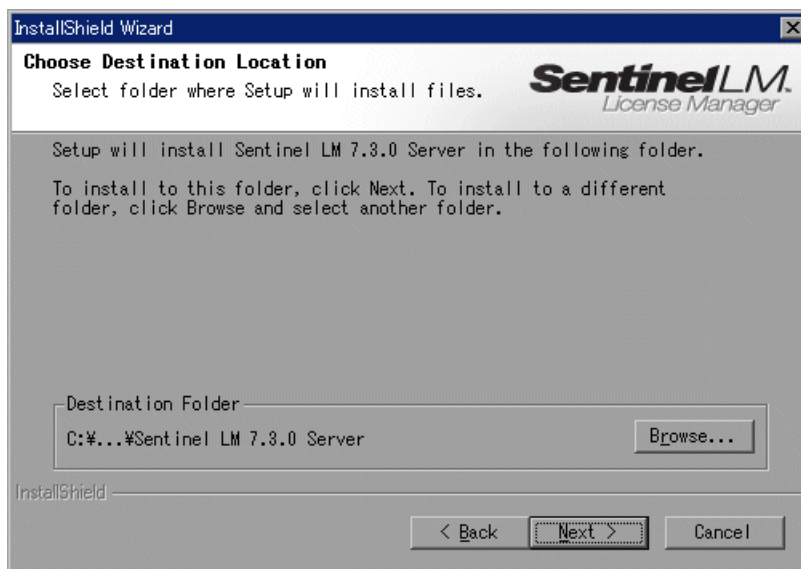 InstallShield Wizard
Choose Destination Location
Select folder where Setup will install files.
SentinelLM.
License Manager
Setup will install Sentinel LM 7.3.0 Server in the following folder.
To install to this folder, click Next. To install to a different
folder, click Browse and select another folder.
Destination Folder
C:¥...¥Sentinel LM 7.3.0 Server
Browse...
InstallShield
< Back
Next >
Cancel